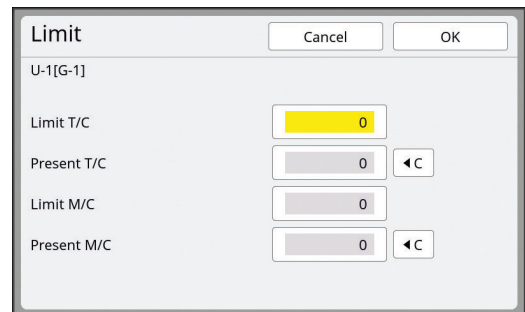 Limit Cancel OK
U-1[G-1]
Limit T/C 0
Present T/C 0 ◀C
Limit M/C 0
Present M/C 0 ◀C